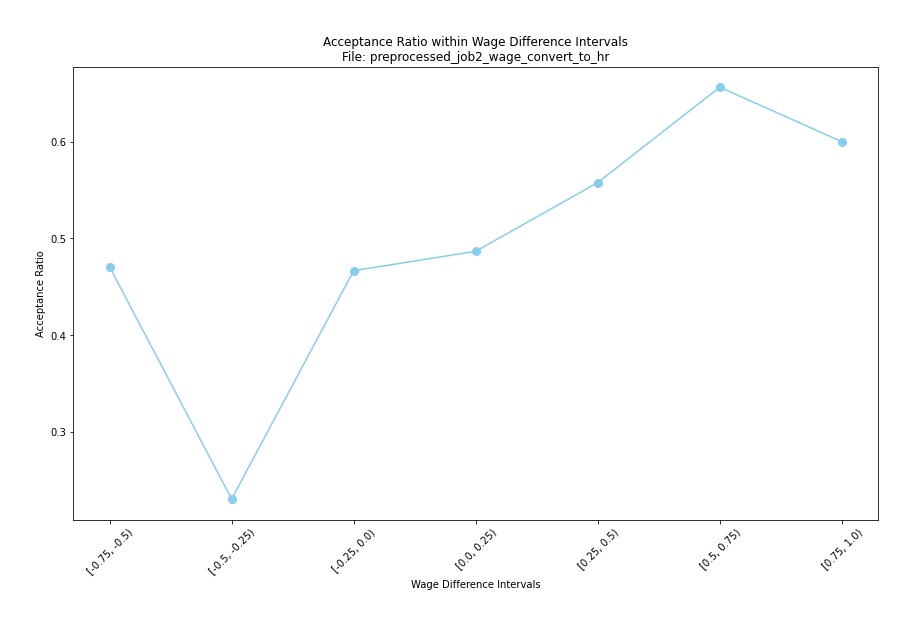 Acceptance Ratio within Wage Difference Intervals
File: preprocessed_job2_wage_convert_to_hr
Acceptance Ratio
0.6
0.5
0.4
0.3
[-0.75, -0.5)
[-0.5, -0.25)
[-0.25, 0.0)
[0.0, 0.25)
[0.25, 0.5)
[0.5, 0.75)
[0.75, 1.0)
Wage Difference Intervals